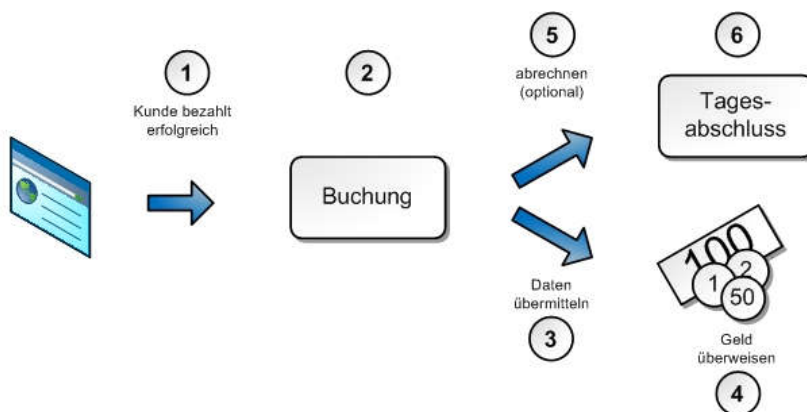 1
Kunde bezahlt
erfolgreich
2
Buchung
5
abrechnen
(optional)
6
Tages-
abschluss
Daten
übermitteln
3
100
1
2
50
Geld
überweisen
4